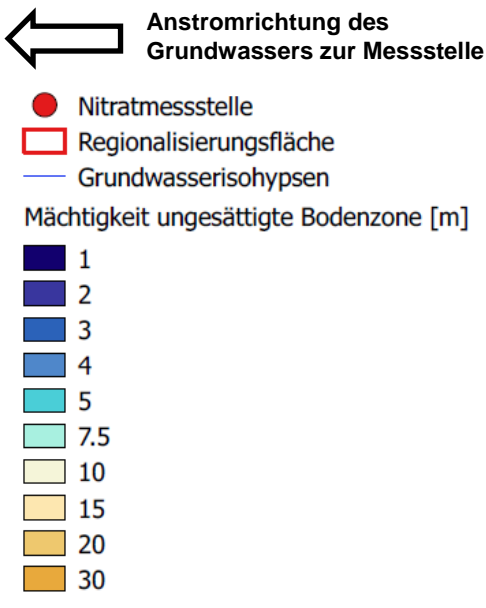 Anstromrichtung des
Grundwassers zur Messstelle
Nitratmessstelle
Regionalisierungsfläche
Grundwasserisohypsen
Mächtigkeit ungesättigte Bodenzone [m]
1
2
3
4
5
7.5
10
15
20
30